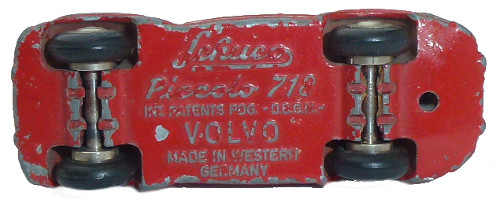 Schuco
Piccolo 718
INT. PATENTS PDG. - D.B.G.M. -
VOLVO
MADE IN WESTERN
GERMANY